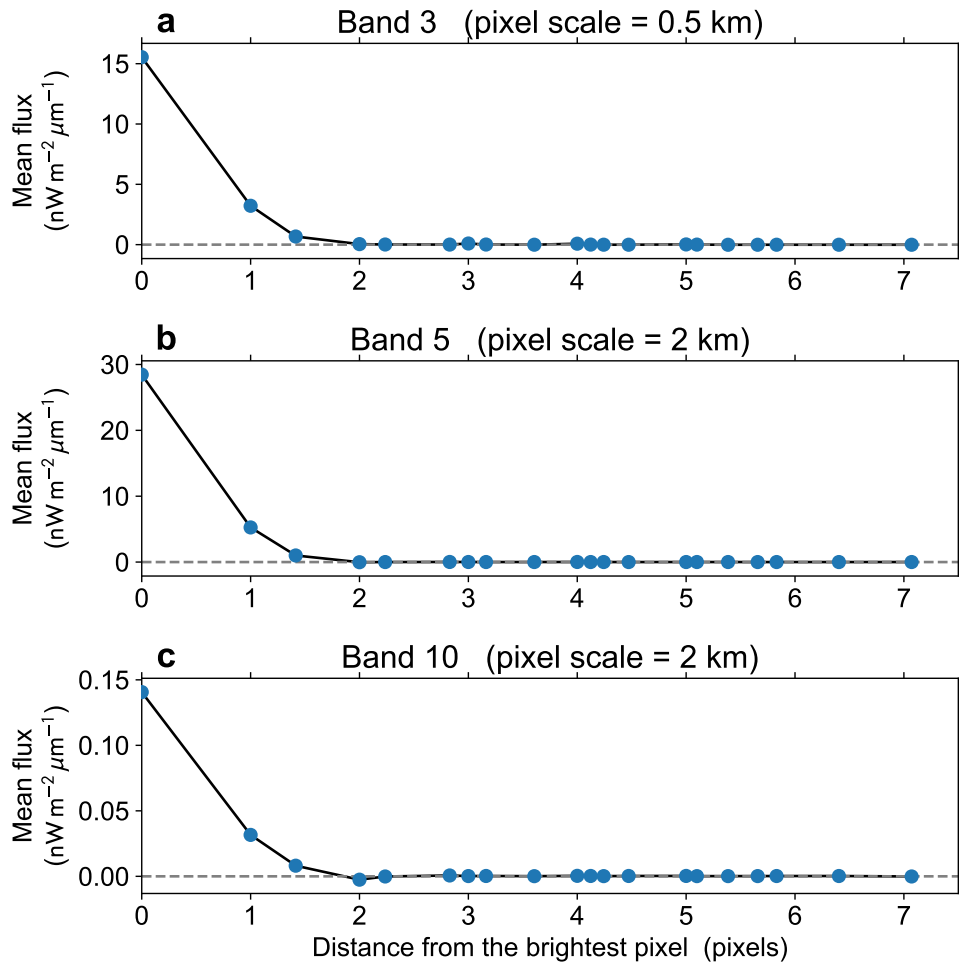 a Band 3 (pixel scale = 0.5 km)
Mean flux
(nW m⁻² μm⁻¹)
15
10
5
0
0 1 2 3 4 5 6 7
b Band 5 (pixel scale = 2 km)
Mean flux
(nW m⁻² μm⁻¹)
30
20
10
0
0 1 2 3 4 5 6 7
c Band 10 (pixel scale = 2 km)
Mean flux
(nW m⁻² μm⁻¹)
0.15
0.10
0.05
0.00
0 1 2 3 4 5 6 7
Distance from the brightest pixel (pixels)